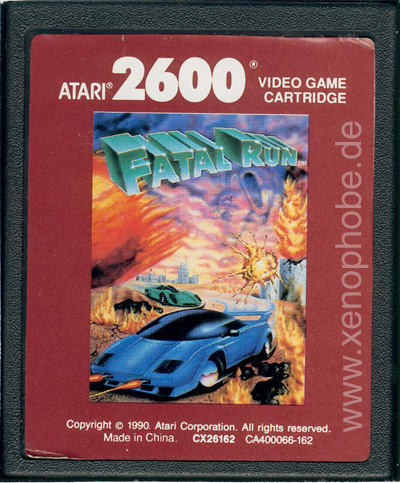 ATARI® 2600® VIDEO GAME
CARTRIDGE
FATAL RUN™
www.xenophobe.de
Copyright © 1990. Atari Corporation. All rights reserved.
Made in China. CX26162 CA400066-162